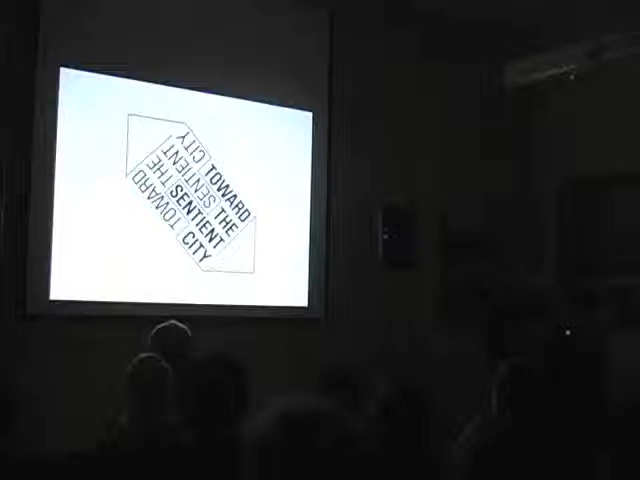 TOWARD
THE
SENTIENT
CITY
TOWARD
THE
SENTIENT
CITY